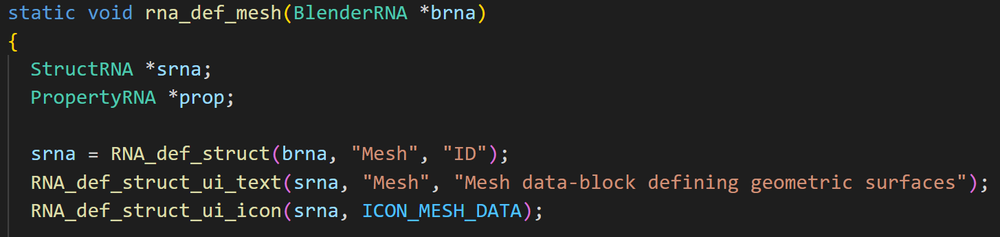 static void rna_def_mesh(BlenderRNA *brna)
{
StructRNA *srna;
PropertyRNA *prop;
srna = RNA_def_struct(brna, "Mesh", "ID");
RNA_def_struct_ui_text(srna, "Mesh", "Mesh data-block defining geometric surfaces");
RNA_def_struct_ui_icon(srna, ICON_MESH_DATA);